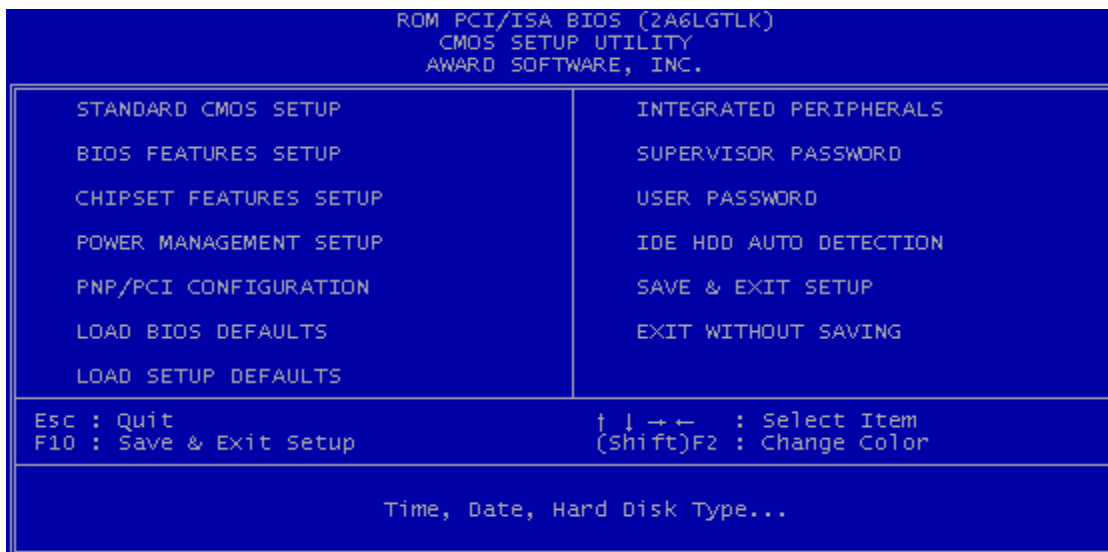 ROM PCI/ISA BIOS (2A6LGTLK)
CMOS SETUP UTILITY
AWARD SOFTWARE, INC.
STANDARD CMOS SETUP
BIOS FEATURES SETUP
CHIPSET FEATURES SETUP
POWER MANAGEMENT SETUP
PNP/PCI CONFIGURATION
LOAD BIOS DEFAULTS
LOAD SETUP DEFAULTS
INTEGRATED PERIPHERALS
SUPERVISOR PASSWORD
USER PASSWORD
IDE HDD AUTO DETECTION
SAVE & EXIT SETUP
EXIT WITHOUT SAVING
Esc : Quit
F10 : Save & Exit Setup
↑ ↓ → ← : Select Item
(Shift)F2 : Change Color
Time, Date, Hard Disk Type...